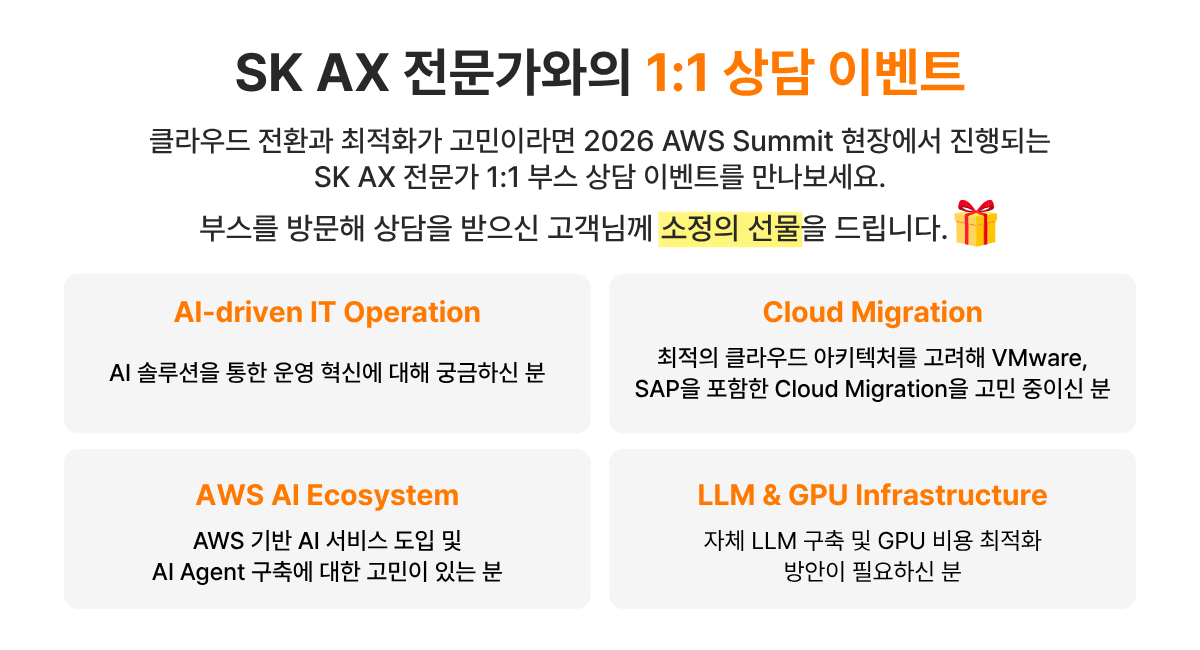 SK AX 전문가와의 1:1 상담 이벤트
클라우드 전환과 최적화가 고민이라면 2026 AWS Summit 현장에서 진행되는
SK AX 전문가 1:1 부스 상담 이벤트를 만나보세요.
부스를 방문해 상담을 받으신 고객님께 소정의 선물을 드립니다.
AI-driven IT Operation
AI 솔루션을 통한 운영 혁신에 대해 궁금하신 분
Cloud Migration
최적의 클라우드 아키텍처를 고려해 VMware,
SAP을 포함한 Cloud Migration을 고민 중이신 분
AWS AI Ecosystem
AWS 기반 AI 서비스 도입 및
AI Agent 구축에 대한 고민이 있는 분
LLM & GPU Infrastructure
자체 LLM 구축 및 GPU 비용 최적화
방안이 필요하신 분